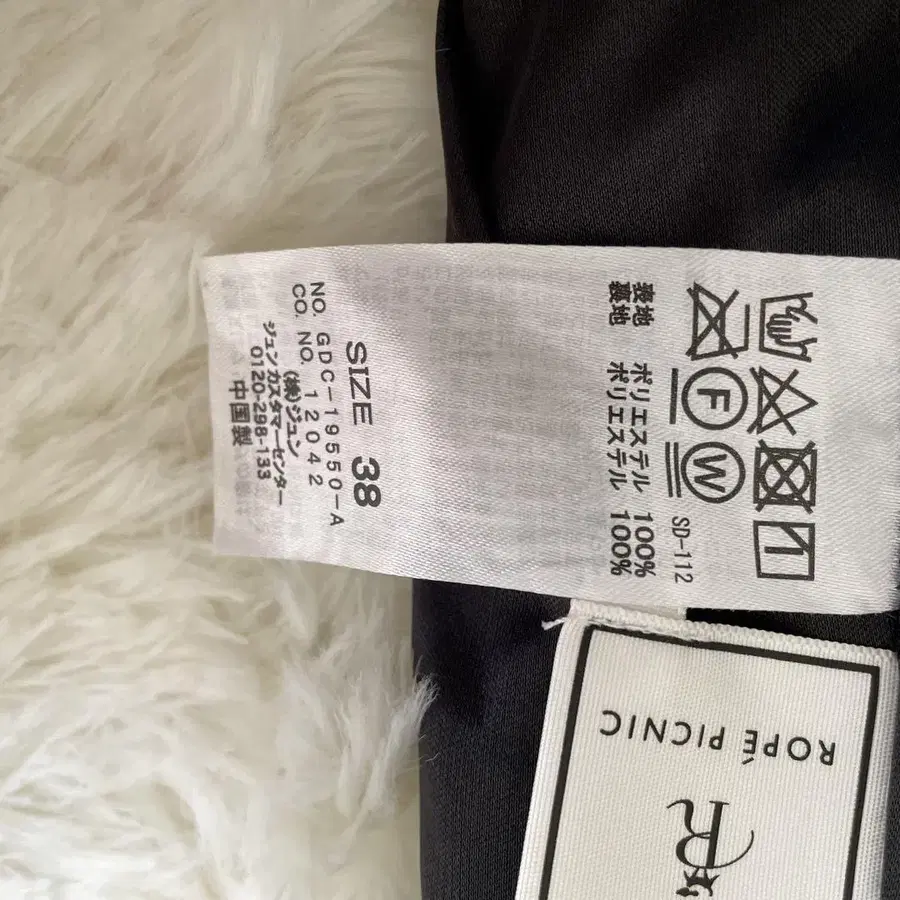 表地 ポリエステル 100%
裏地 ポリエステル 100%
F
W
SD-112
SIZE 38
NO. GDC-19550-A
CO. NO. 12042
(株)ジュン
ジュンカスタマーセンター
0120-298-133
中国製
ROPÉ PICNIC
R